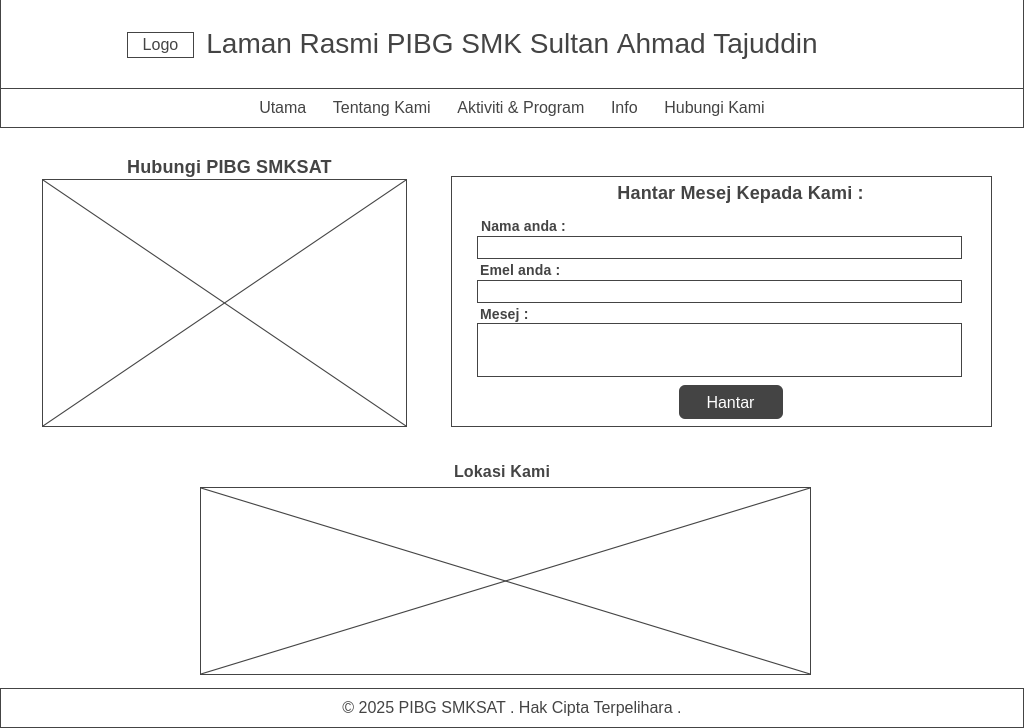 Logo
Laman Rasmi PIBG SMK Sultan Ahmad Tajuddin
Utama Tentang Kami Aktiviti & Program Info Hubungi Kami
Hubungi PIBG SMKSAT
Hantar Mesej Kepada Kami :
Nama anda :
Emel anda :
Mesej :
Hantar
Lokasi Kami
© 2025 PIBG SMKSAT . Hak Cipta Terpelihara .